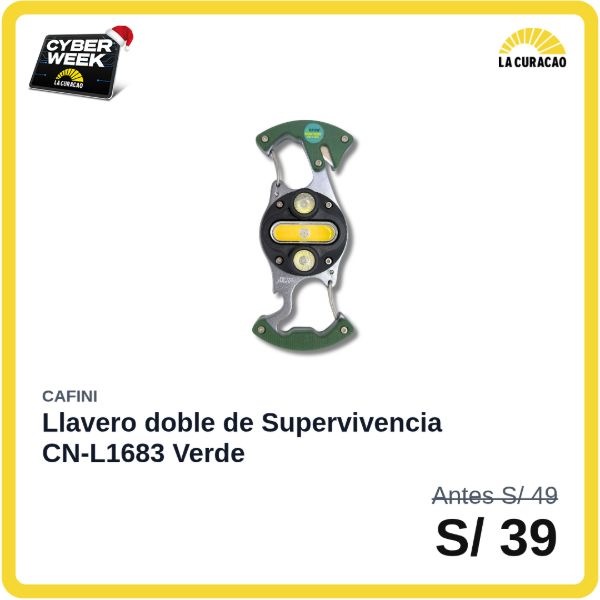 CYBER
WEEK
LA CURACAO
LA CURACAO
CAFINI
Llavero doble de Supervivencia
CN-L1683 Verde
Antes S/ 49
S/ 39